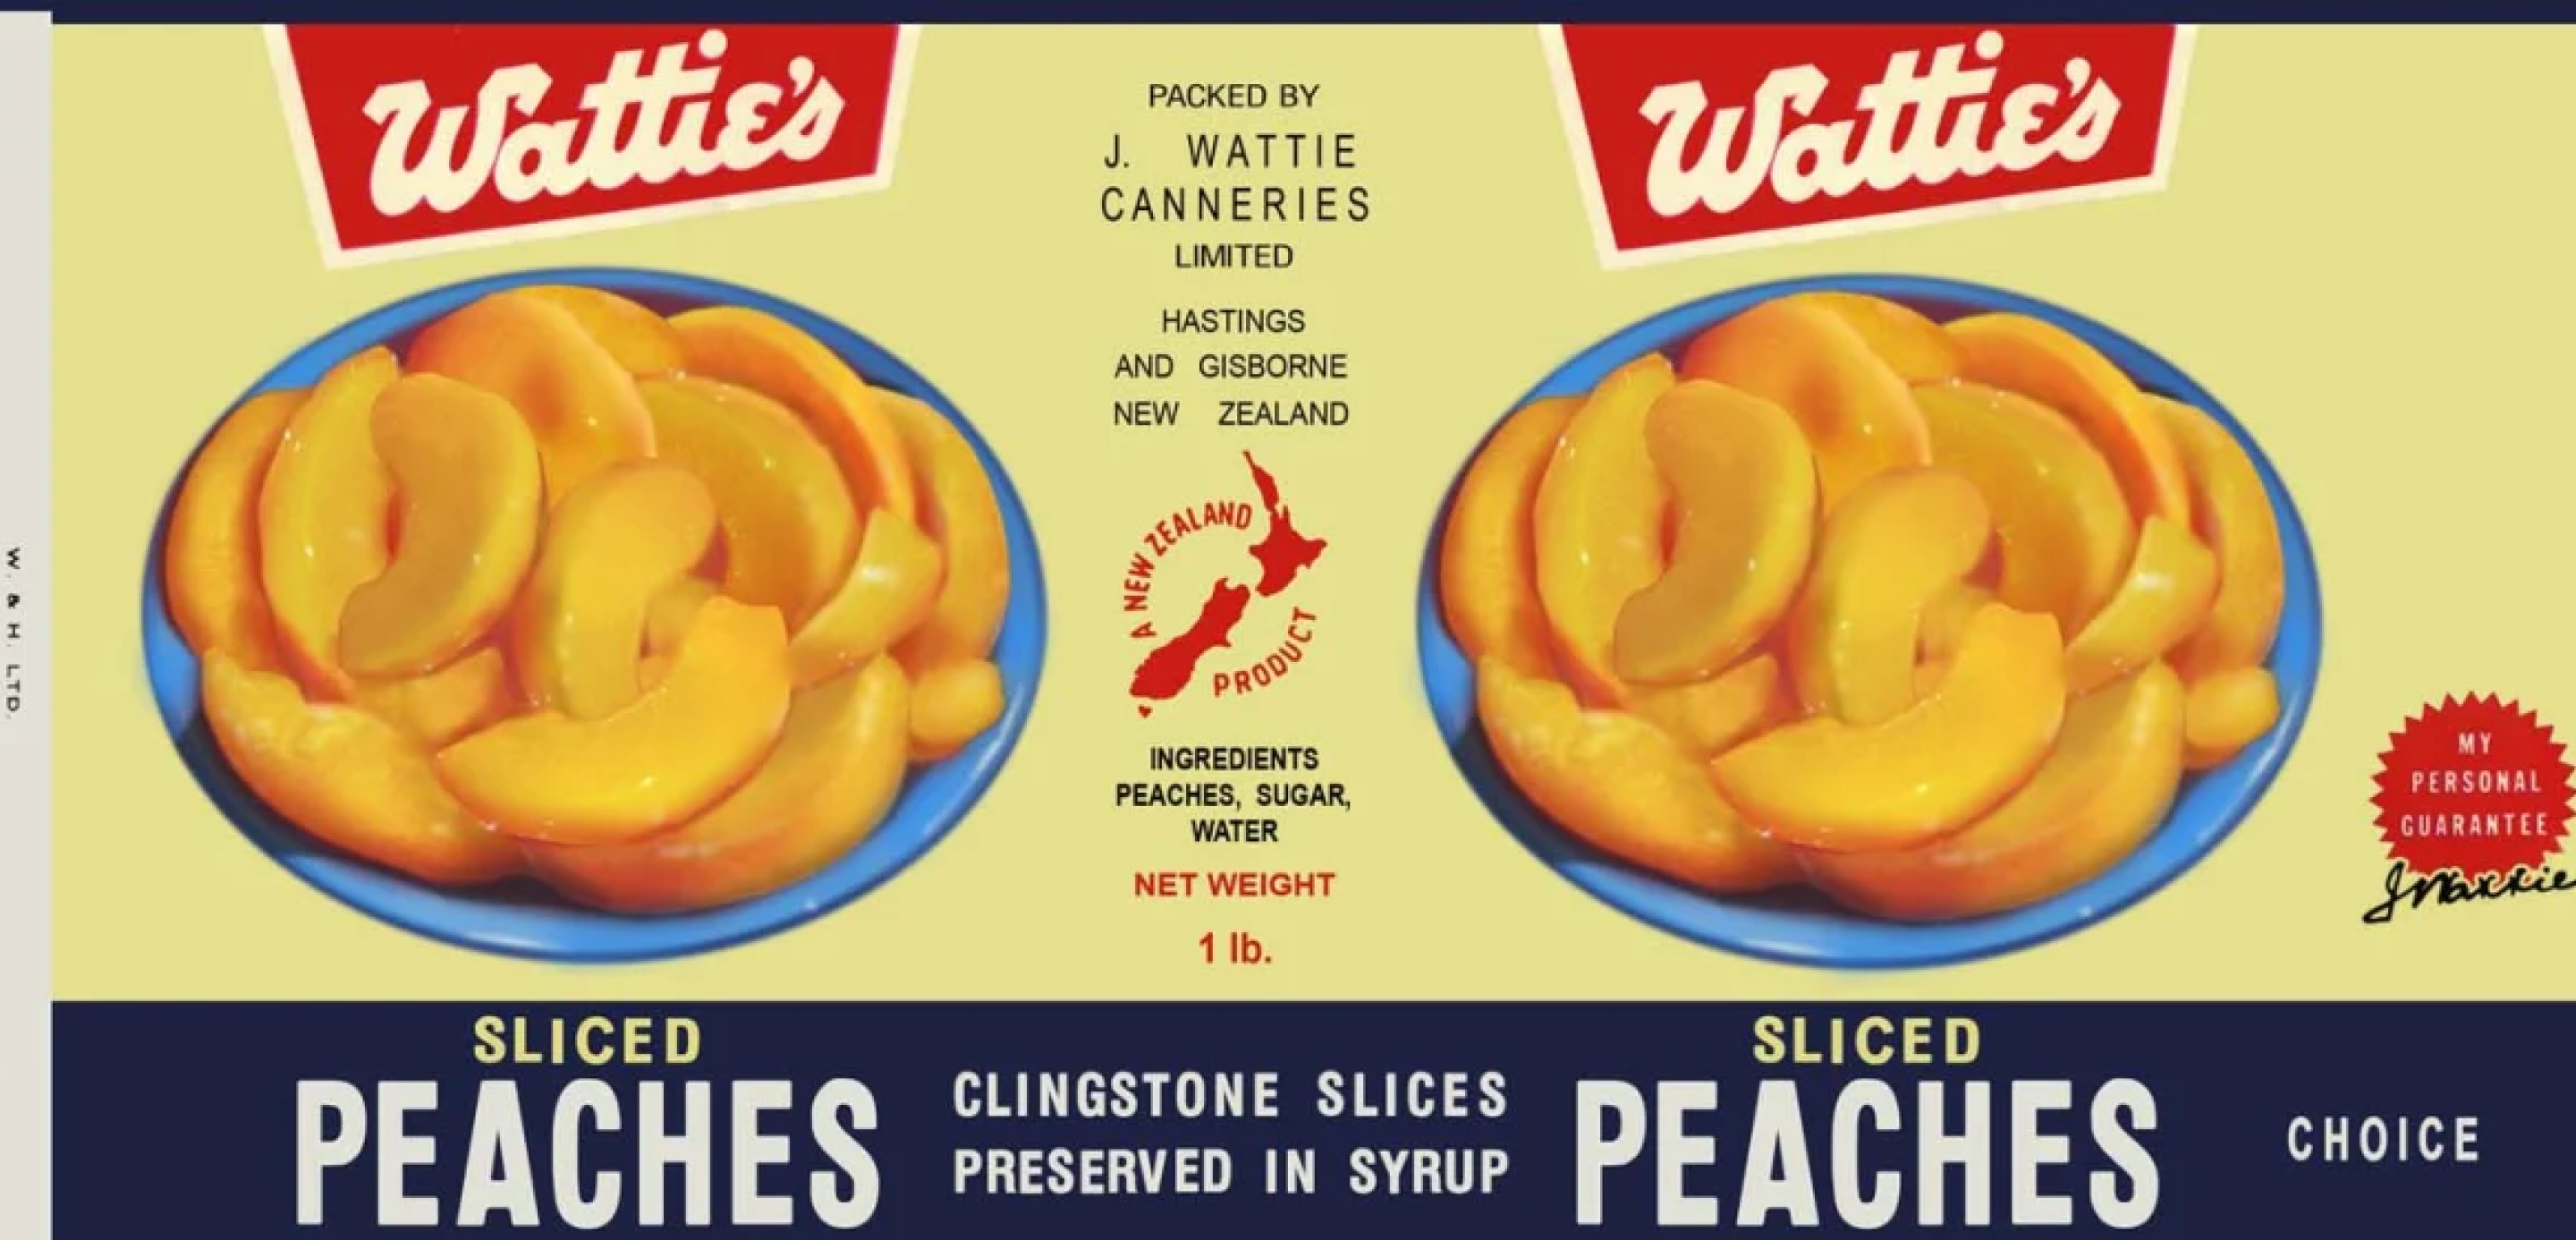 W. & H. LTD.
Wattie's
SLICED
PEACHES
PACKED BY
J. WATTIE
CANNERIES
LIMITED
HASTINGS
AND GISBORNE
NEW ZEALAND
A NEW ZEALAND
PRODUCT
INGREDIENTS
PEACHES, SUGAR,
WATER
NET WEIGHT
1 lb.
CLINGSTONE SLICES
PRESERVED IN SYRUP
Wattie's
SLICED
PEACHES
MY
PERSONAL
GUARANTEE
JWattie
CHOICE